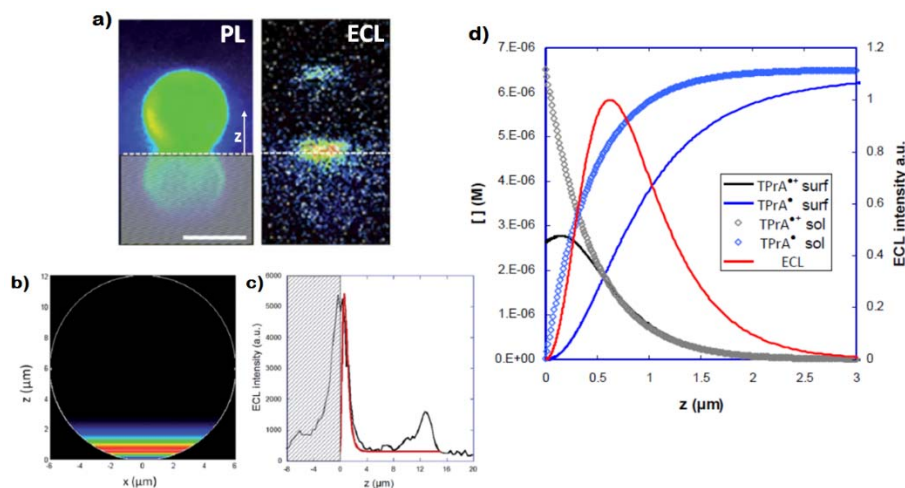 a)
PL
ECL
z
b)
z [μm]
12
10
8
6
4
2
0
-6 -4 -2 0 2 4 6
x [μm]
c)
ECL intensity (a.u.)
6000
5000
4000
3000
2000
1000
0
-8 -4 0 4 8 12 16 20
z (μm)
d)
[ ] (M)
7.E-06
6.E-06
5.E-06
4.E-06
3.E-06
2.E-06
1.E-06
0.E+00
0 0.5 1 1.5 2 2.5 3
z (μm)
1.2
1
0.8
0.6
0.4
0.2
0
ECL intensity a.u.
TPrA●+ surf
TPrA● surf
TPrA●+ sol
TPrA● sol
ECL